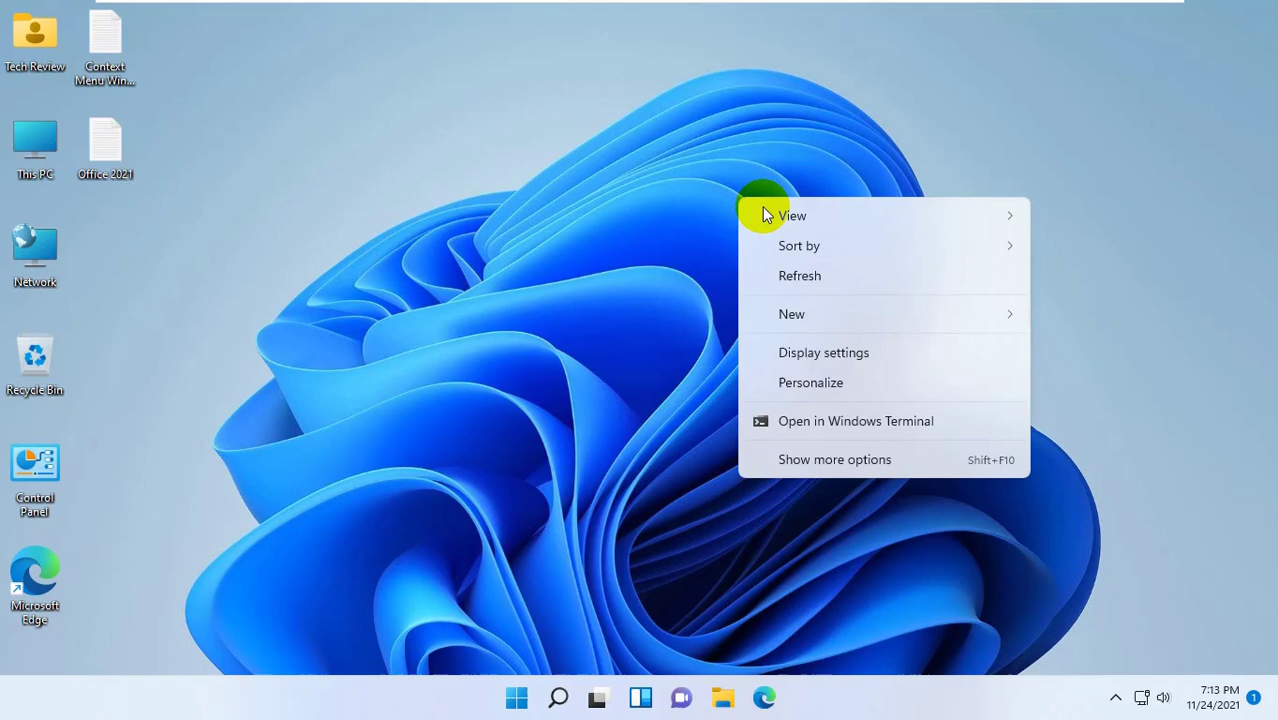 Tech Review
Context
Menu Win...
This PC
Office 2021
Network
Recycle Bin
Control
Panel
Microsoft
Edge
View
Sort by
Refresh
New
Display settings
Personalize
Open in Windows Terminal
Show more options Shift+F10
7:13 PM
11/24/2021
1